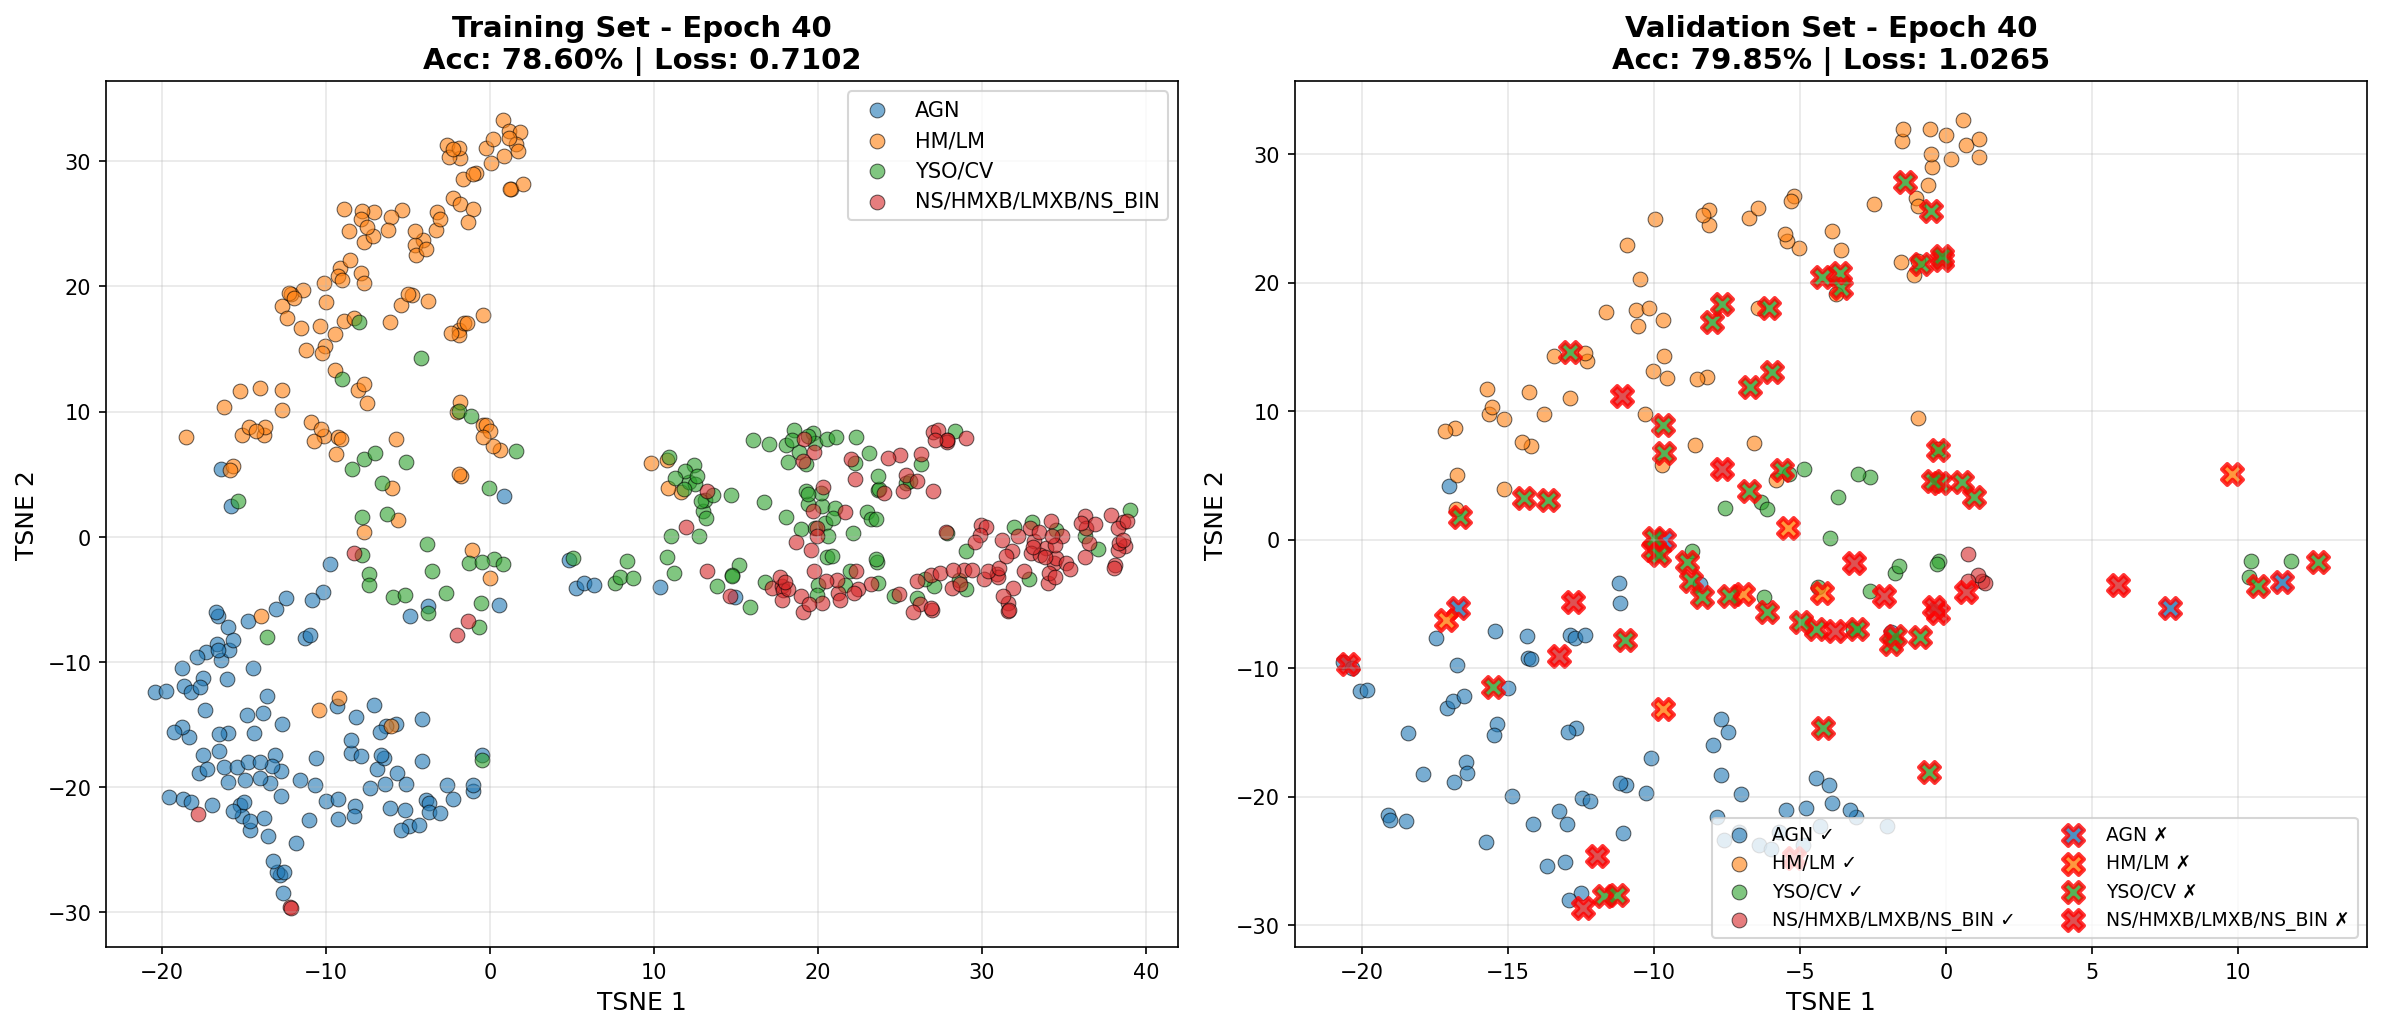 Training Set - Epoch 40
Acc: 78.60% | Loss: 0.7102
AGN
HM/LM
YSO/CV
NS/HMXB/LMXB/NS_BIN
TSNE 2
30
20
10
0
−10
−20
−30
−20
−10
0
10
20
30
40
TSNE 1
Validation Set - Epoch 40
Acc: 79.85% | Loss: 1.0265
TSNE 2
30
20
10
0
−10
−20
−30
AGN ✓
HM/LM ✓
YSO/CV ✓
NS/HMXB/LMXB/NS_BIN ✓
AGN ✗
HM/LM ✗
YSO/CV ✗
NS/HMXB/LMXB/NS_BIN ✗
−20
−15
−10
−5
0
5
10
TSNE 1